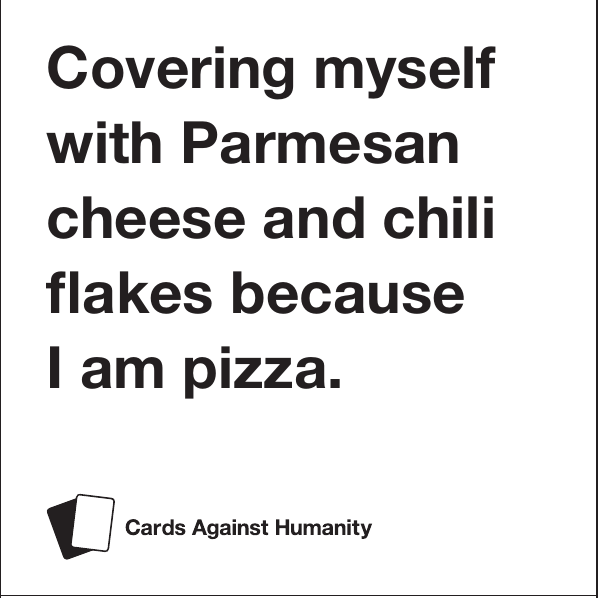 Covering myself
with Parmesan
cheese and chili
flakes because
I am pizza.
Cards Against Humanity